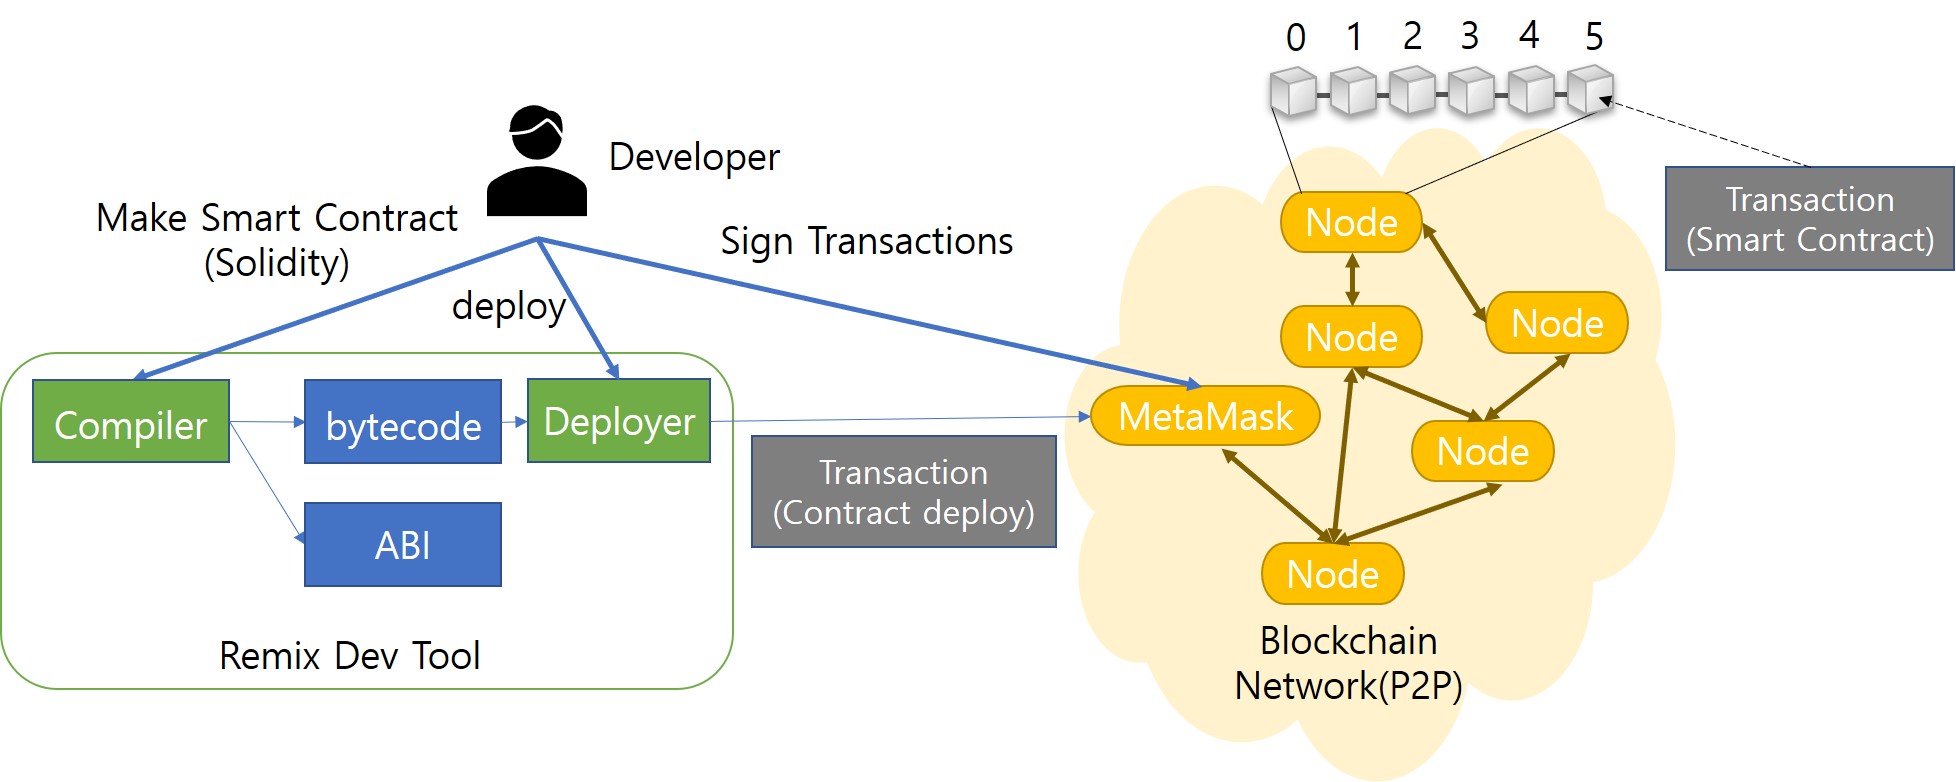 0 1 2 3 4 5
Developer
Make Smart Contract
(Solidity)
deploy
Sign Transactions
Transaction
(Smart Contract)
Node
Node
Node
Compiler
bytecode
Deployer
MetaMask
Node
Transaction
(Contract deploy)
ABI
Node
Remix Dev Tool
Blockchain
Network(P2P)